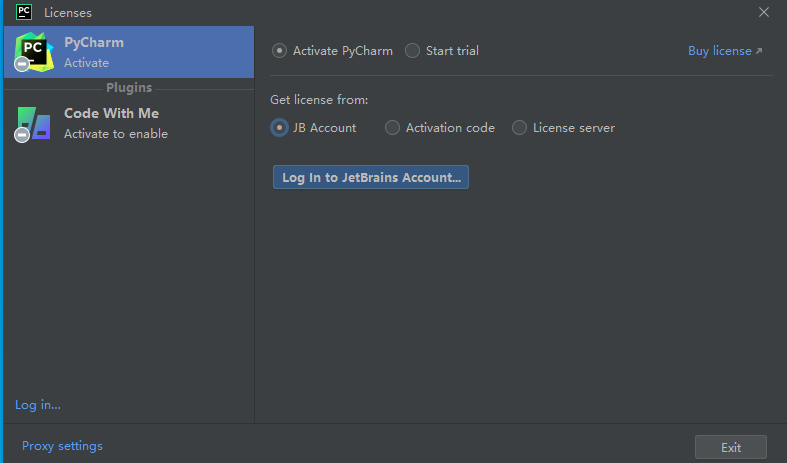 PC Licenses
PC PyCharm
Activate
Plugins
Code With Me
Activate to enable
Log in...
Activate PyCharm Start trial Buy license
Get license from:
JB Account Activation code License server
Log In to JetBrains Account...
Proxy settings
Exit